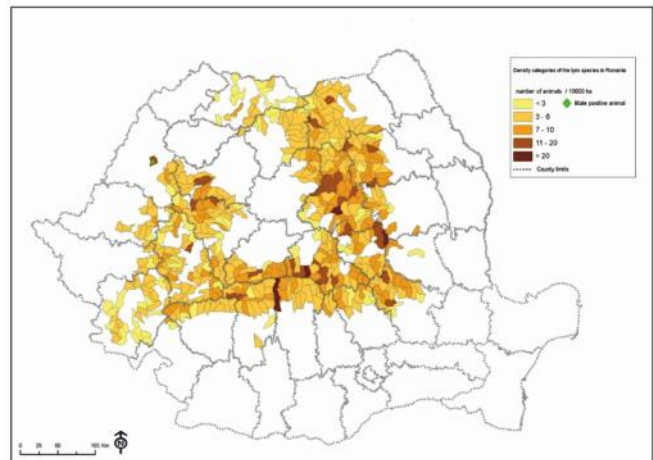 Density categories of the lynx species in Romania
number of animals / 10000 ha
< 3
Male positive animal
3 - 6
7 - 10
11 - 20
> 20
County limits
0 25 50 100 Km
N